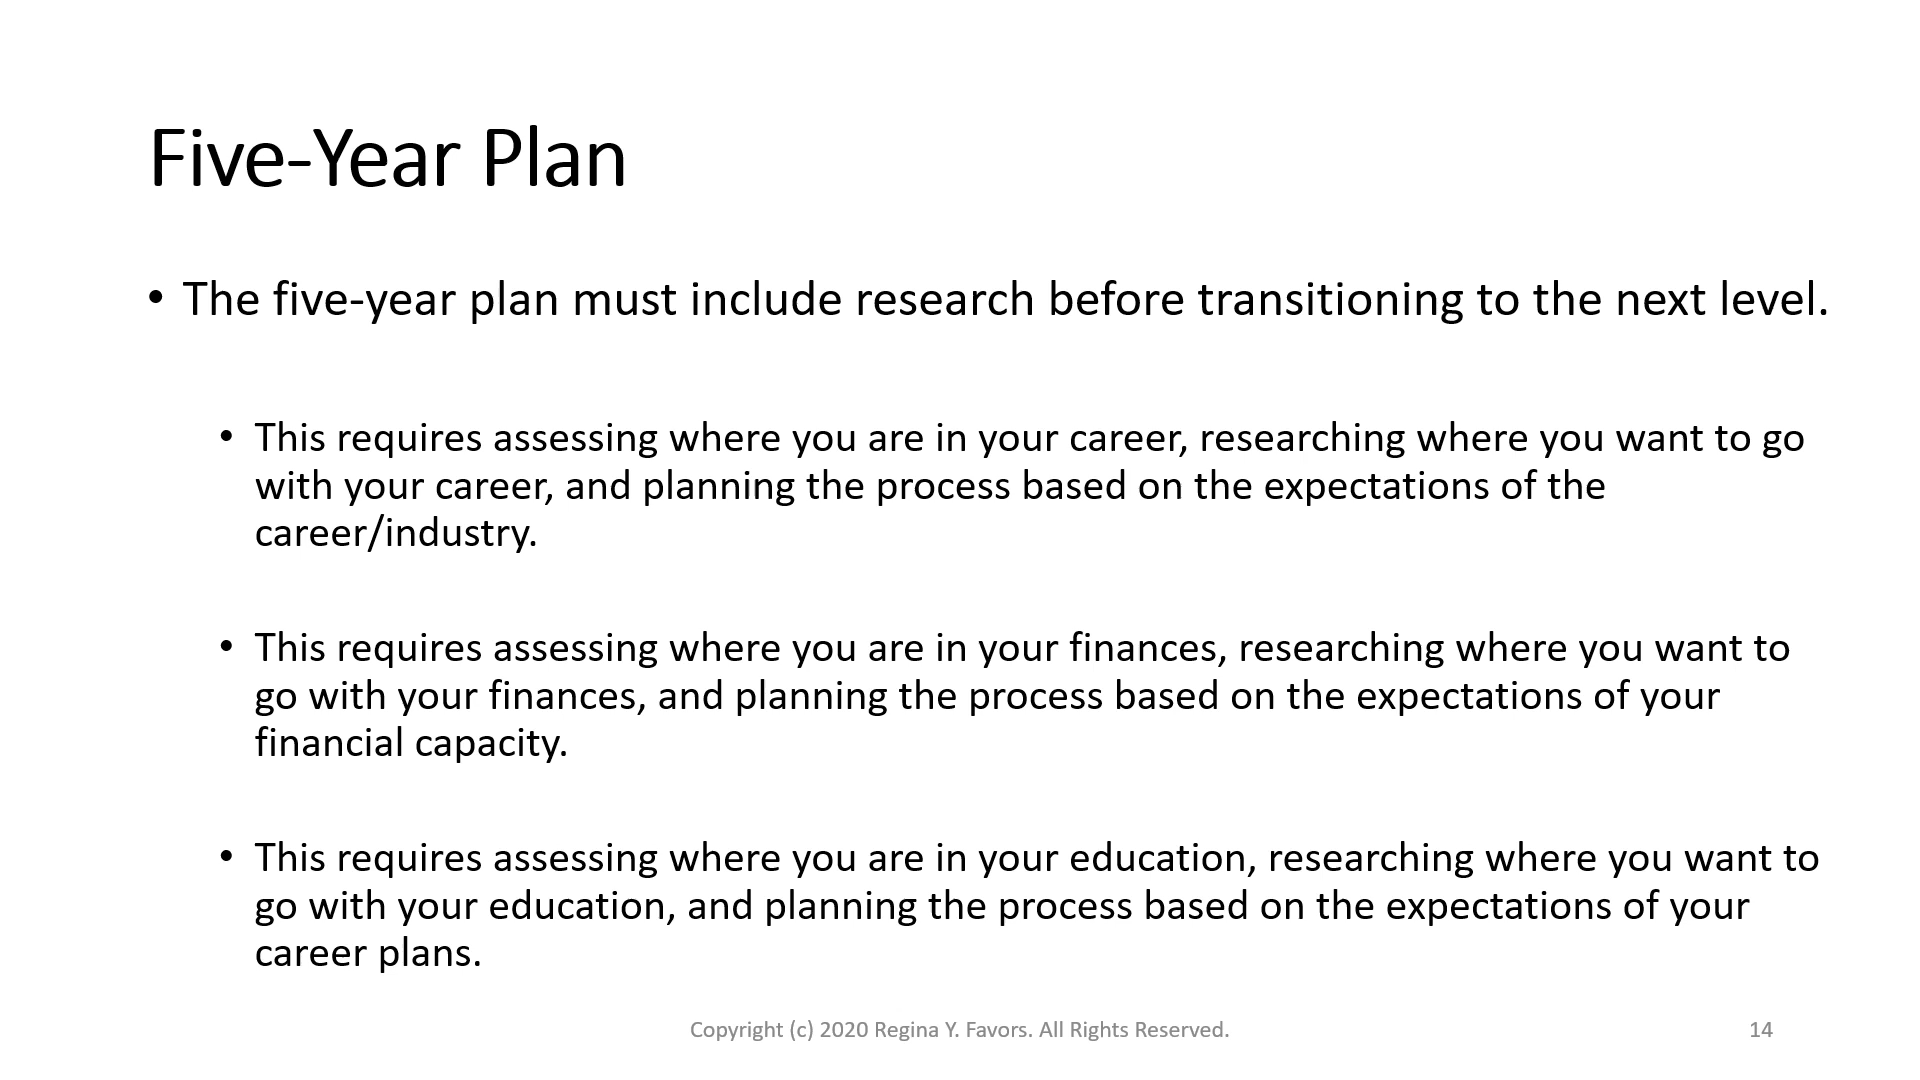 Five-Year Plan
• The five-year plan must include research before transitioning to the next level.
• This requires assessing where you are in your career, researching where you want to go
with your career, and planning the process based on the expectations of the
career/industry.
• This requires assessing where you are in your finances, researching where you want to
go with your finances, and planning the process based on the expectations of your
financial capacity.
• This requires assessing where you are in your education, researching where you want to
go with your education, and planning the process based on the expectations of your
career plans.
Copyright (c) 2020 Regina Y. Favors. All Rights Reserved.
14